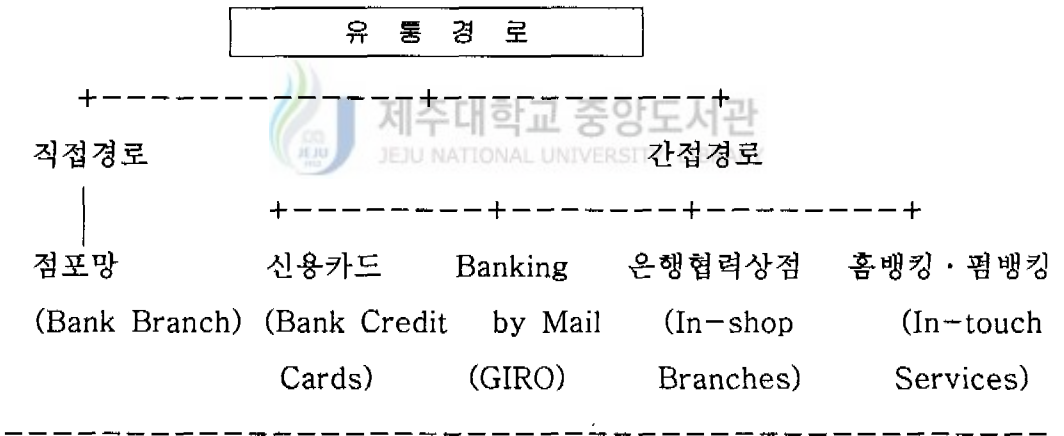 유 통 경 로
제주대학교 중앙도서관
JEJU NATIONAL UNIVERSITY LIBRARY
직접경로 간접경로
점포망 신용카드 Banking 은행협력상점 홈뱅킹·펌뱅킹
(Bank Branch) (Bank Credit by Mail (In-shop (In-touch
Cards) (GIRO) Branches) Services)